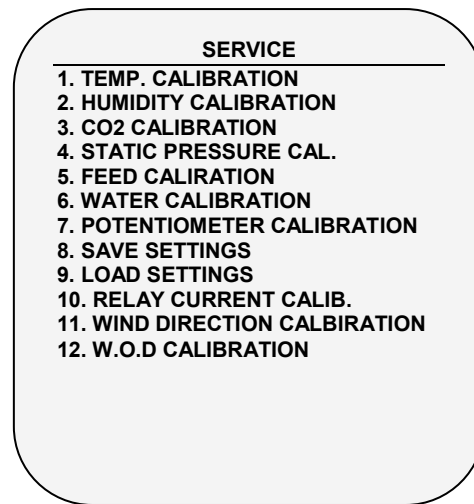 SERVICE
1. TEMP. CALIBRATION
2. HUMIDITY CALIBRATION
3. CO2 CALIBRATION
4. STATIC PRESSURE CAL.
5. FEED CALIRATION
6. WATER CALIBRATION
7. POTENTIOMETER CALIBRATION
8. SAVE SETTINGS
9. LOAD SETTINGS
10. RELAY CURRENT CALIB.
11. WIND DIRECTION CALBIRATION
12. W.O.D CALIBRATION